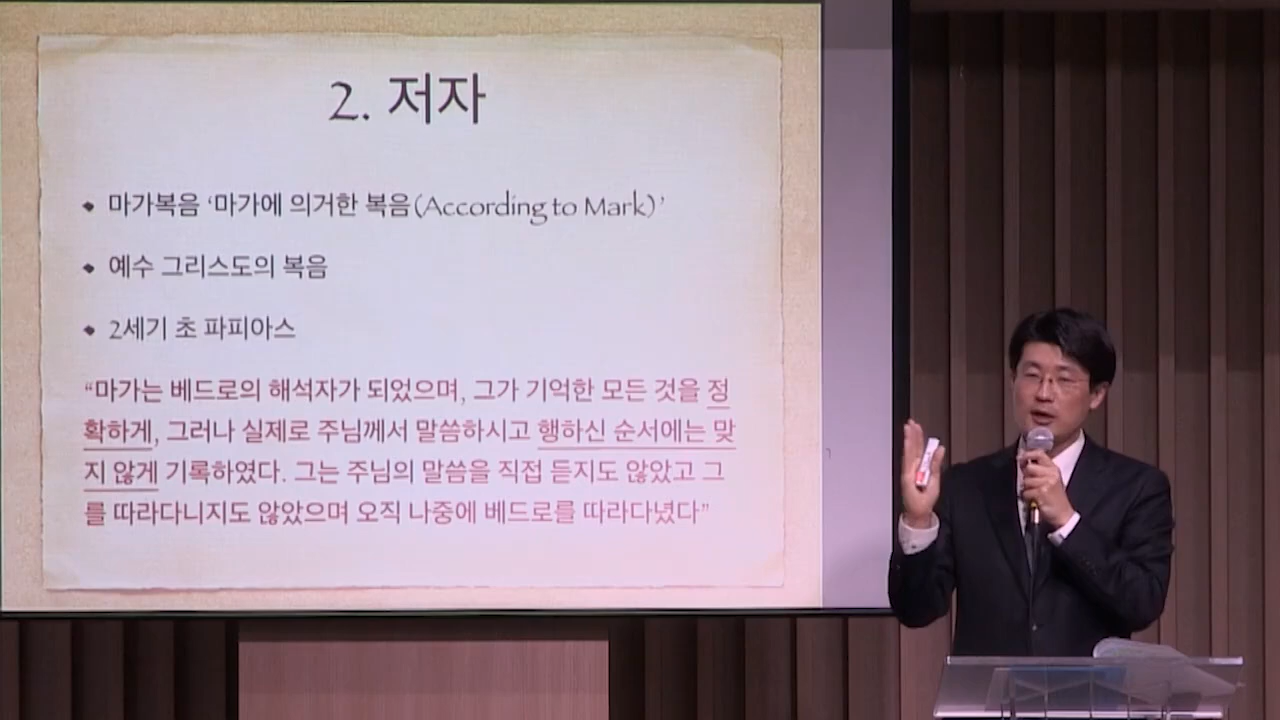 2. 저자
마가복음 ‘마가에 의거한 복음(According to Mark)’
예수 그리스도의 복음
2세기 초 파피아스
“마가는 베드로의 해석자가 되었으며, 그가 기억한 모든 것을 정
확하게, 그러나 실제로 주님께서 말씀하시고 행하신 순서에는 맞
지 않게 기록하였다. 그는 주님의 말씀을 직접 듣지도 않았고 그
를 따라다니지도 않았으며 오직 나중에 베드로를 따라다녔다”